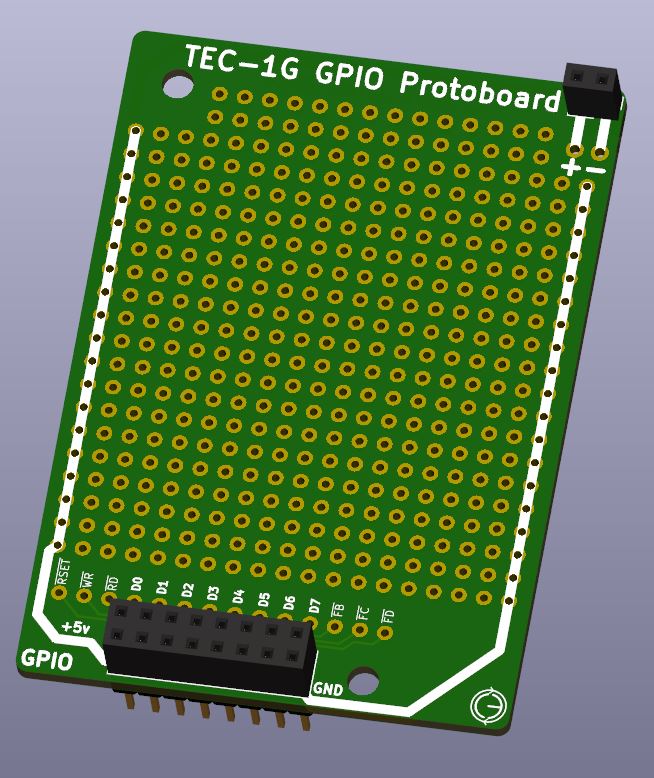 TEC-1G GPIO Protoboard
+ -
RSET WR RD D0 D1 D2 D3 D4 D5 D6 D7 FB FC FD
+5v
GPIO
GND